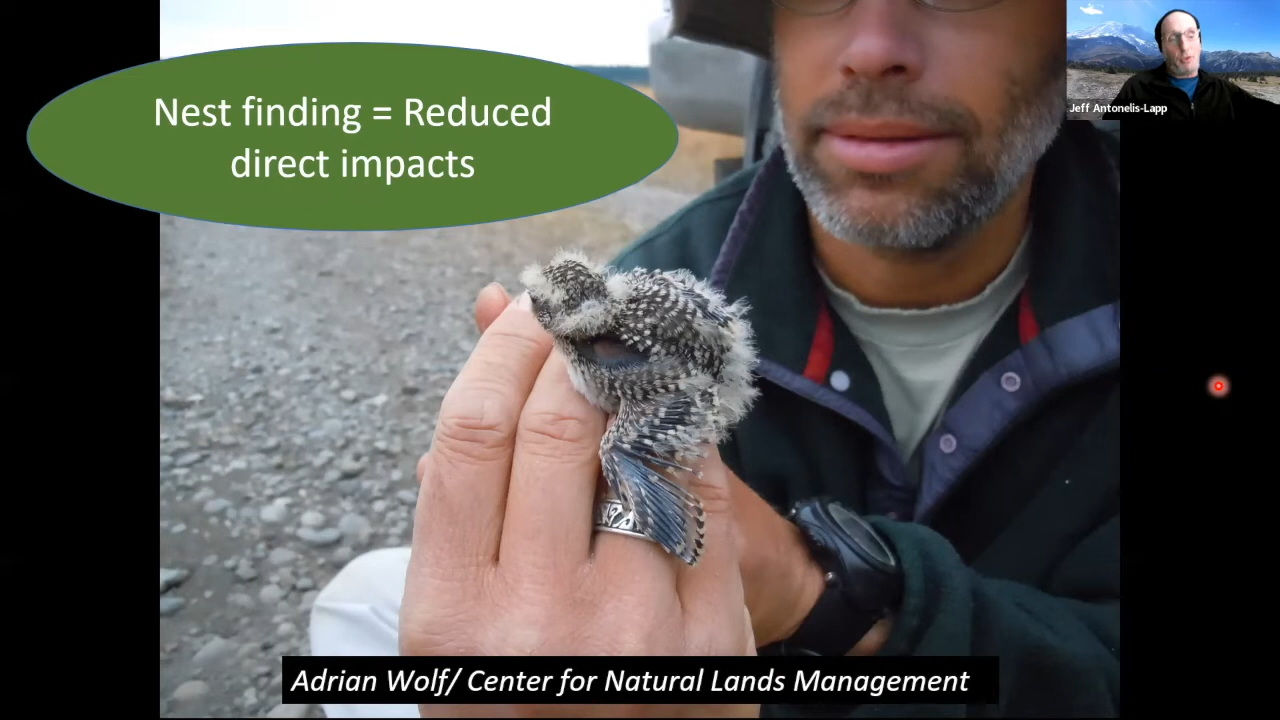 Nest finding = Reduced
direct impacts
Jeff Antonelis-Lapp
Adrian Wolf/ Center for Natural Lands Management